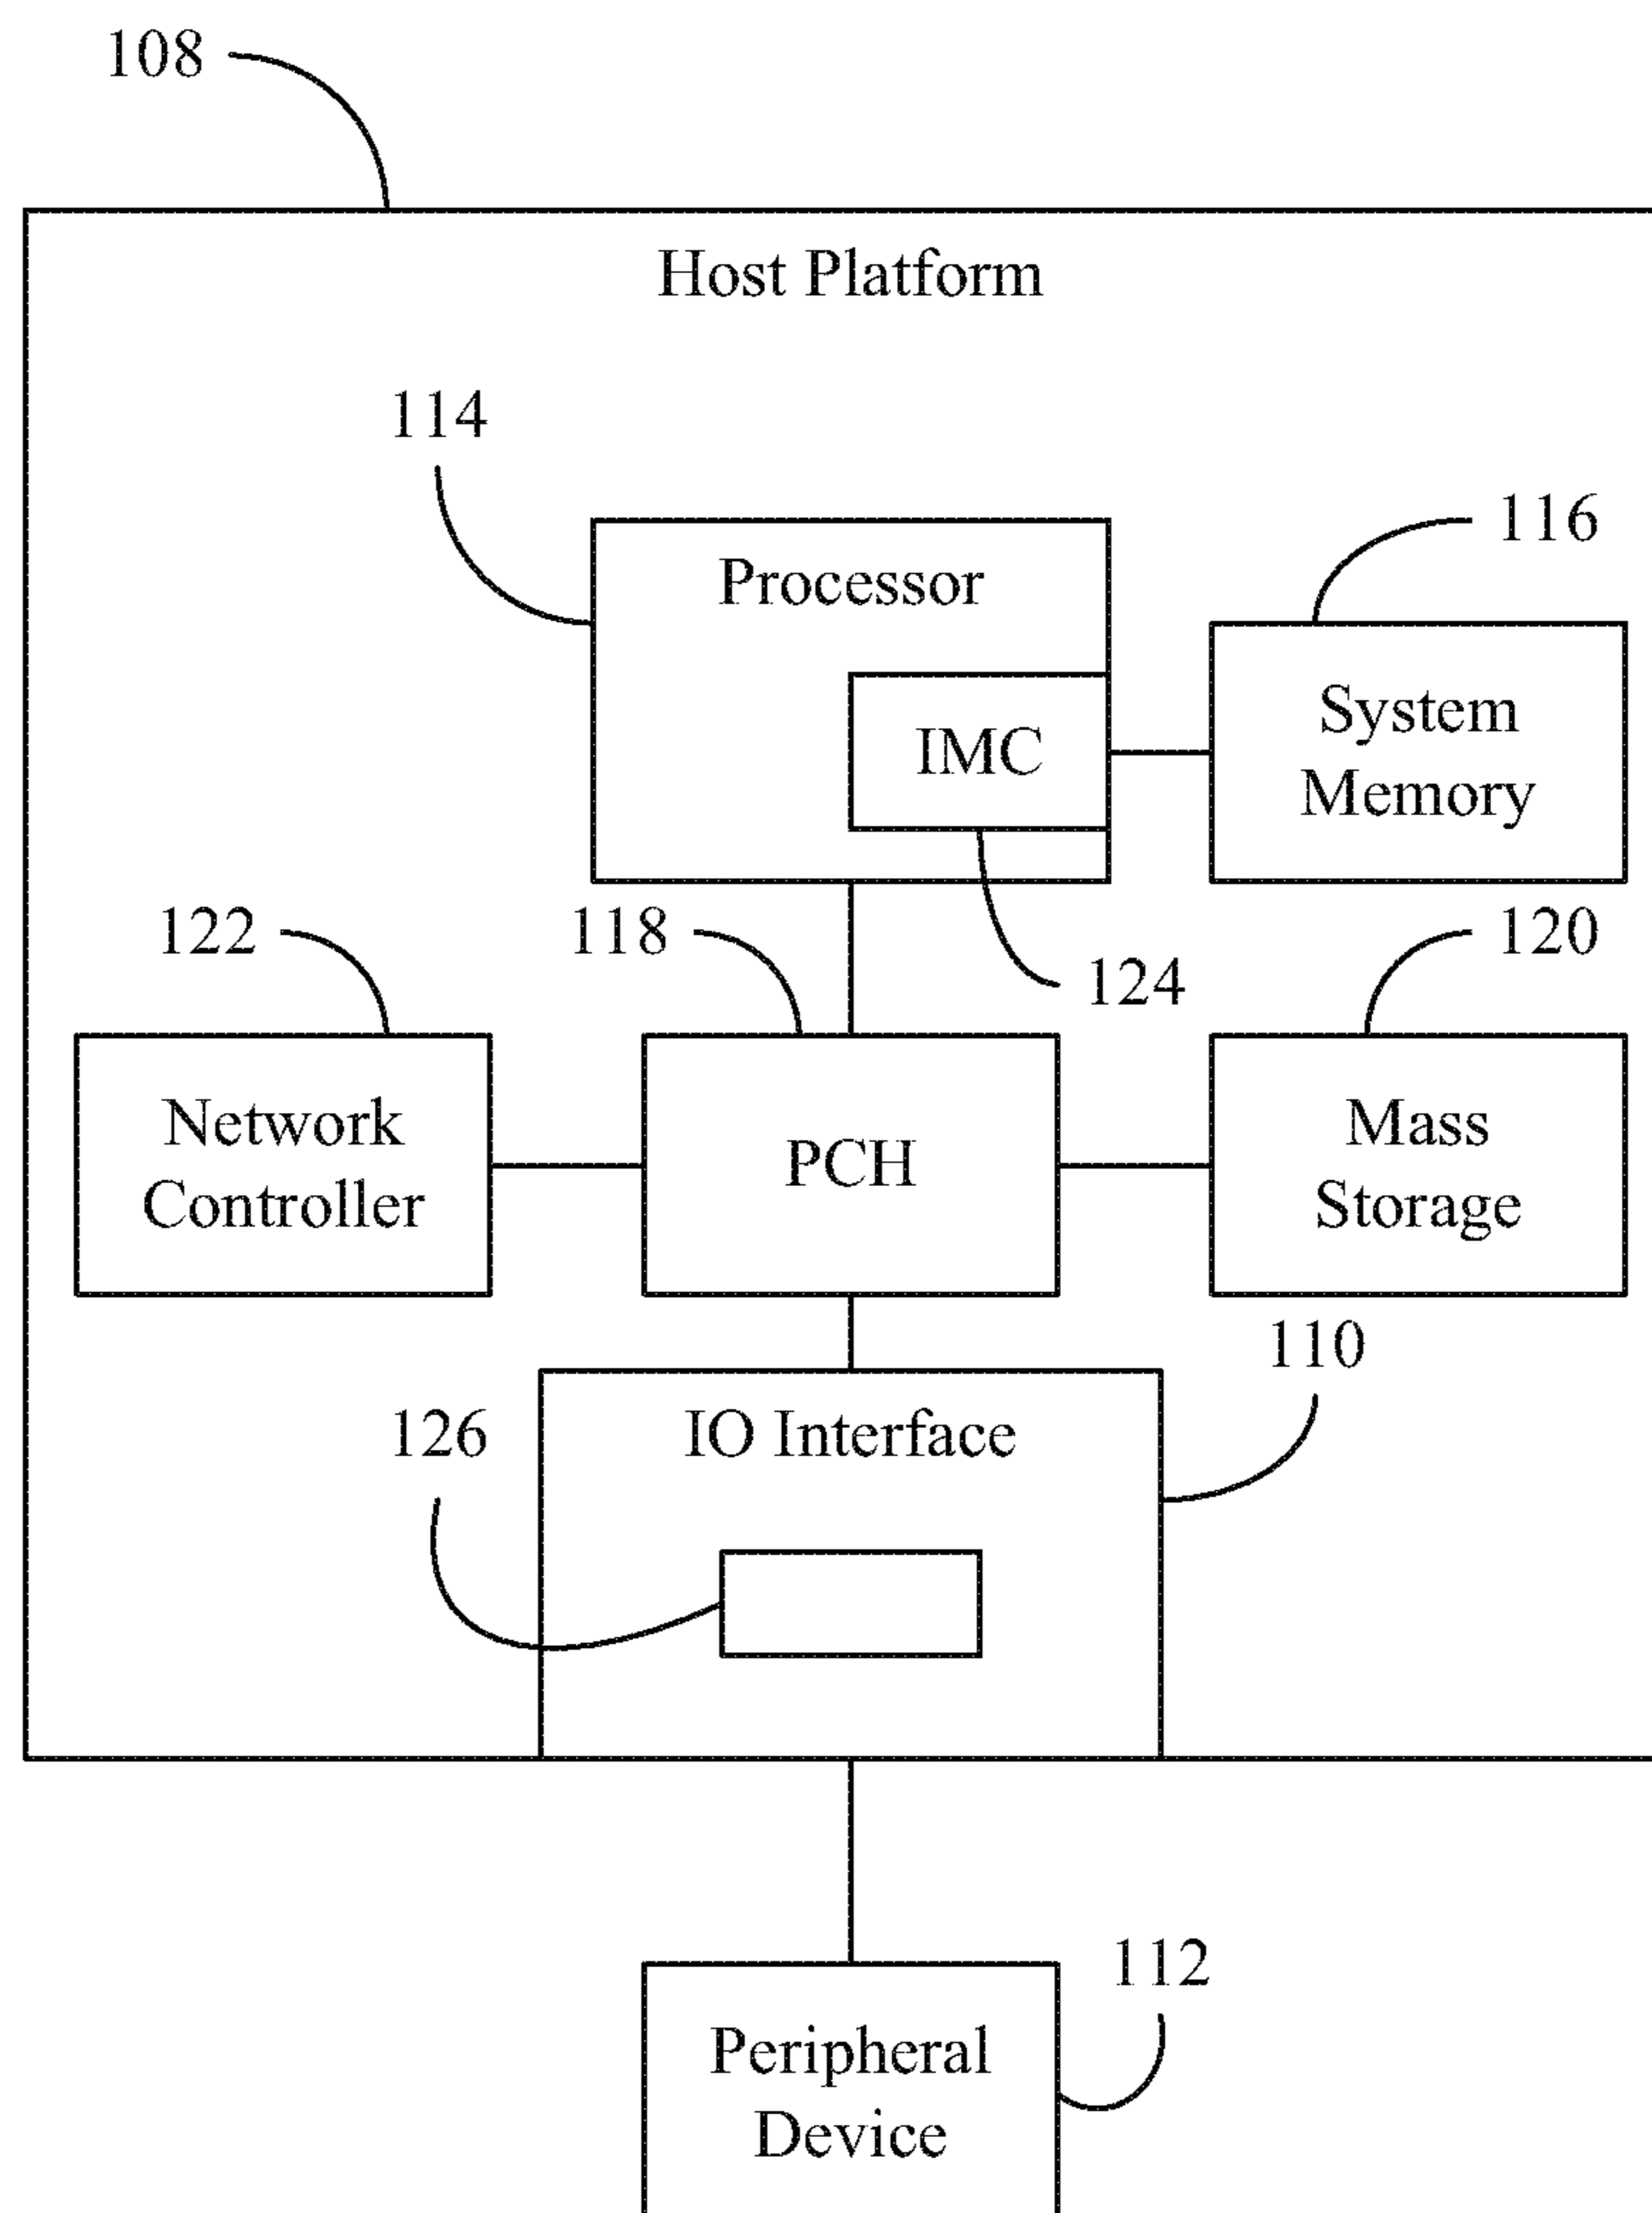 108
Host Platform
114
Processor
116
IMC
System
Memory
122
118
124
120
Network
Controller
PCH
Mass
Storage
110
126
IO Interface
112
Peripheral
Device